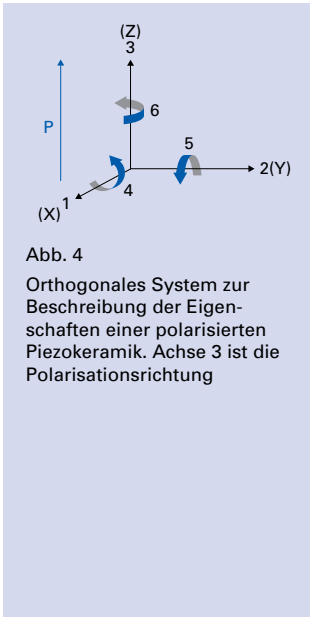 (Z)
3
P
6
5
2(Y)
4
1
(X)
Abb. 4
Orthogonales System zur
Beschreibung der Eigen-
schaften einer polarisierten
Piezokeramik. Achse 3 ist die
Polarisationsrichtung